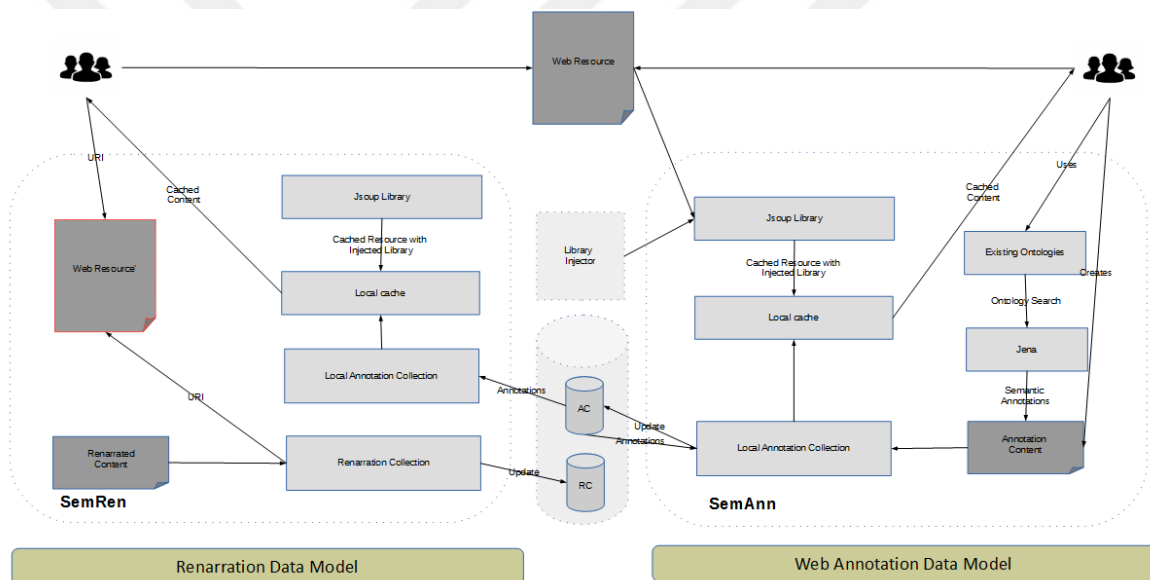 Web Resource
URI
Cached
Content
Jsoup Library
Cached Resource with
Injected Library
Local cache
Web Resource'
Local Annotation Collection
URI
Renarrated
Content
Renarration Collection
SemRen
Library
Injector
Annotations
AC
Update
Annotations
Update
RC
Jsoup Library
Cached Resource with
Injected Library
Local cache
Cached
Content
Uses
Existing Ontologies
Creates
Ontology Search
Jena
Semantic
Annotations
Local Annotation Collection
Annotation
Content
SemAnn
Renarration Data Model
Web Annotation Data Model